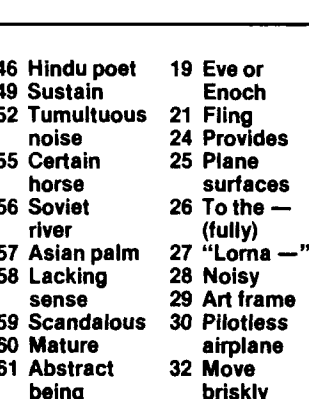 46 Hindu poet
49 Sustain
52 Tumultuous
noise
55 Certain
horse
56 Soviet
river
57 Asian palm
58 Lacking
sense
59 Scandalous
60 Mature
61 Abstract
being
19 Eve or
Enoch
21 Fling
24 Provides
25 Plane
surfaces
26 To the —
(fully)
27 "Lorna —"
28 Noisy
29 Art frame
30 Pilotless
airplane
32 Move
briskly